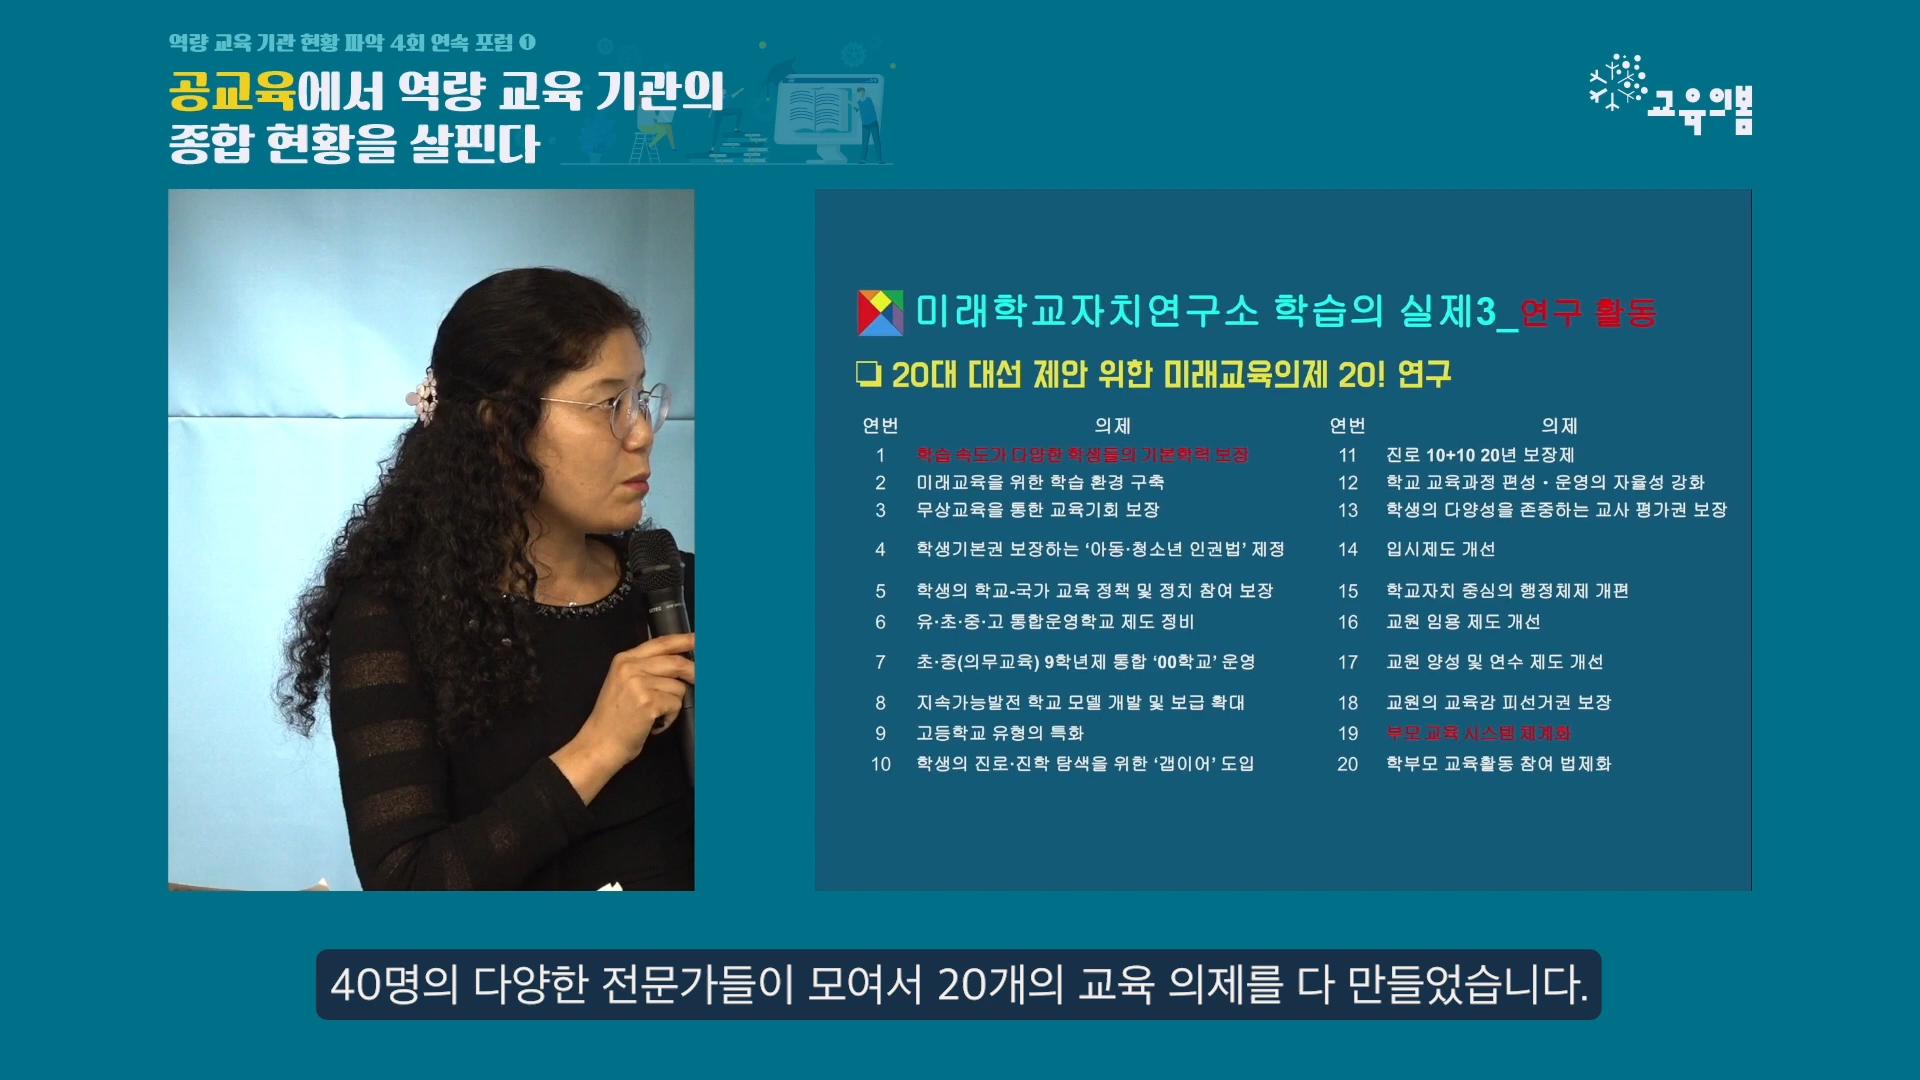 역량 교육 기관 현황 파악 4회 연속 포럼 ❶
공교육에서 역량 교육 기관의
종합 현황을 살핀다
교육의봄
미래학교자치연구소 학습의 실제3_연구 활동
❏ 20대 대선 제안 위한 미래교육의제 20! 연구
연번 의제 연번 의제
1 학습 속도가 다양한 학생들의 기본학력 보장 11 진로 10+10 20년 보장제
2 미래교육을 위한 학습 환경 구축 12 학교 교육과정 편성・운영의 자율성 강화
3 무상교육을 통한 교육기회 보장 13 학생의 다양성을 존중하는 교사 평가권 보장
4 학생기본권 보장하는 ‘아동·청소년 인권법’ 제정 14 입시제도 개선
5 학생의 학교-국가 교육 정책 및 정치 참여 보장 15 학교자치 중심의 행정체제 개편
6 유·초·중·고 통합운영학교 제도 정비 16 교원 임용 제도 개선
7 초·중(의무교육) 9학년제 통합 ‘00학교’ 운영 17 교원 양성 및 연수 제도 개선
8 지속가능발전 학교 모델 개발 및 보급 확대 18 교원의 교육감 피선거권 보장
9 고등학교 유형의 특화 19 부모 교육 시스템 체계화
10 학생의 진로·진학 탐색을 위한 ‘갭이어’ 도입 20 학부모 교육활동 참여 법제화
40명의 다양한 전문가들이 모여서 20개의 교육 의제를 다 만들었습니다.